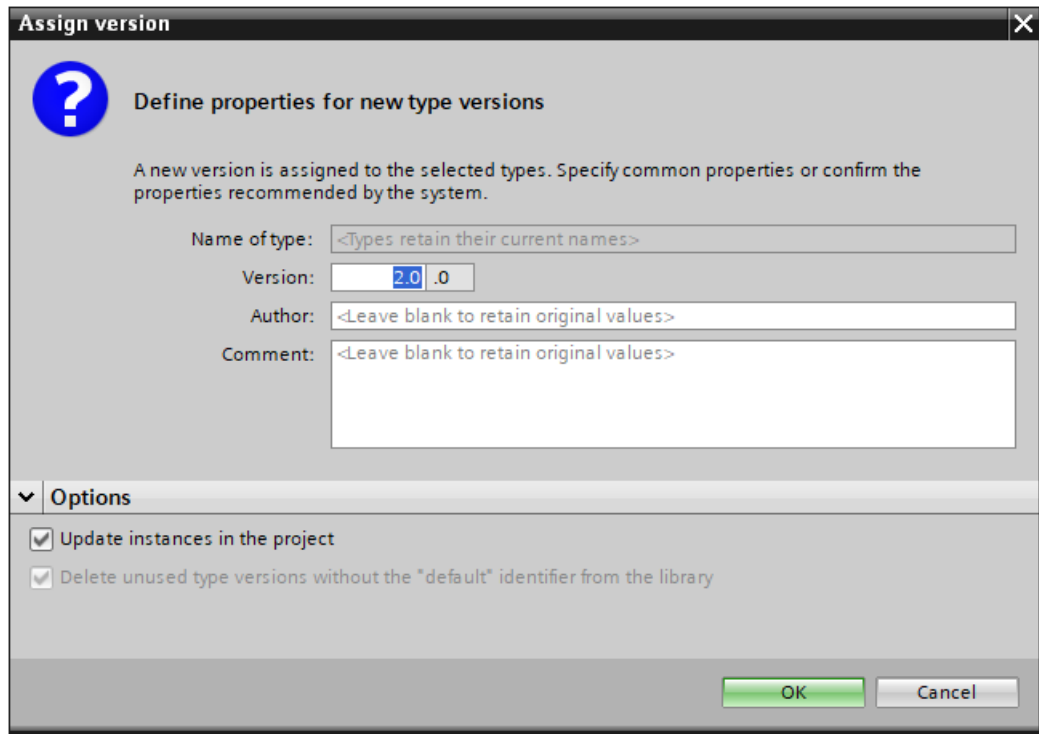 Assign version
Define properties for new type versions
A new version is assigned to the selected types. Specify common properties or confirm the
properties recommended by the system.
Name of type: <Types retain their current names>
Version: 2.0 .0
Author: <Leave blank to retain original values>
Comment: <Leave blank to retain original values>
Options
Update instances in the project
Delete unused type versions without the "default" identifier from the library
OK Cancel